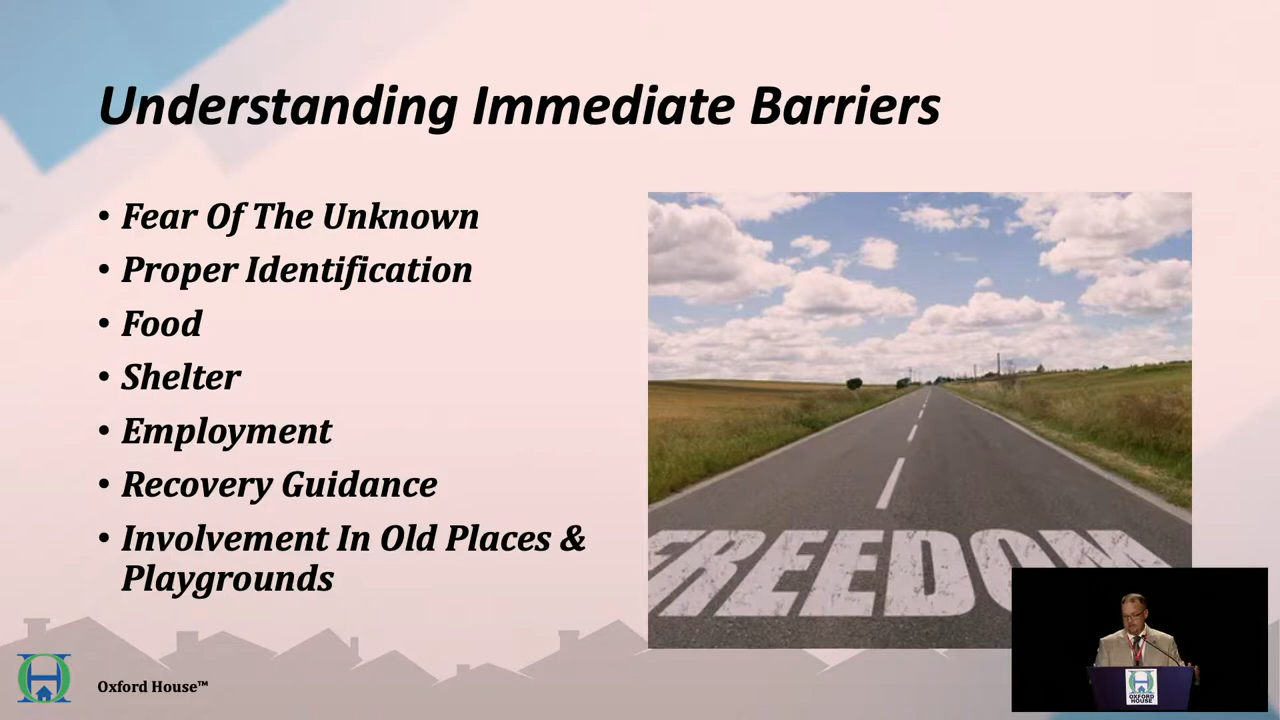 Understanding Immediate Barriers
• Fear Of The Unknown
• Proper Identification
• Food
• Shelter
• Employment
• Recovery Guidance
• Involvement In Old Places &
Playgrounds
FREEDOM
Oxford House™
OXFORD
HOUSE